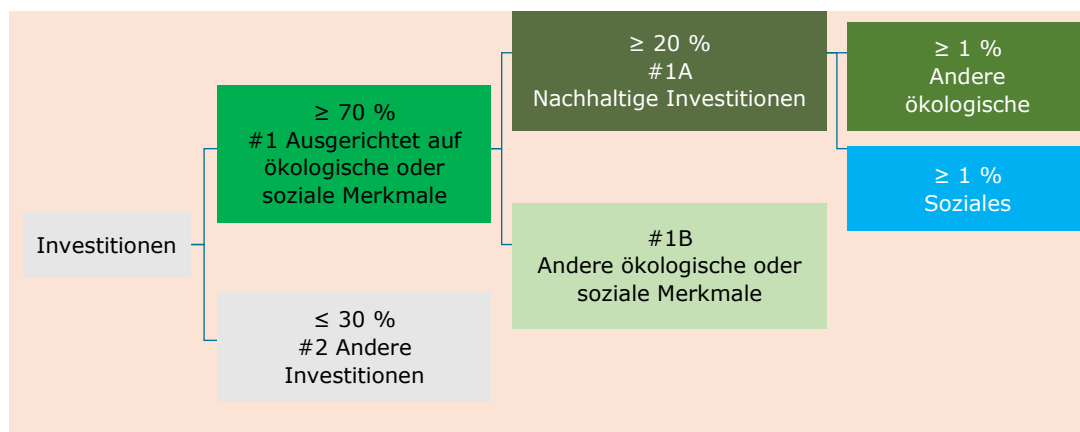 Investitionen
≥ 70 %
#1 Ausgerichtet auf
ökologische oder
soziale Merkmale
≤ 30 %
#2 Andere
Investitionen
≥ 20 %
#1A
Nachhaltige Investitionen
#1B
Andere ökologische oder
soziale Merkmale
≥ 1 %
Andere
ökologische
≥ 1 %
Soziales